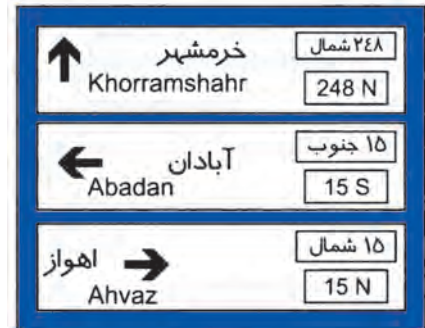 خرمشهر
Khorramshahr
۲۴۸ شمال
248 N
آبادان
Abadan
۱۵ جنوب
15 S
اهواز
Ahvaz
۱۵ شمال
15 N